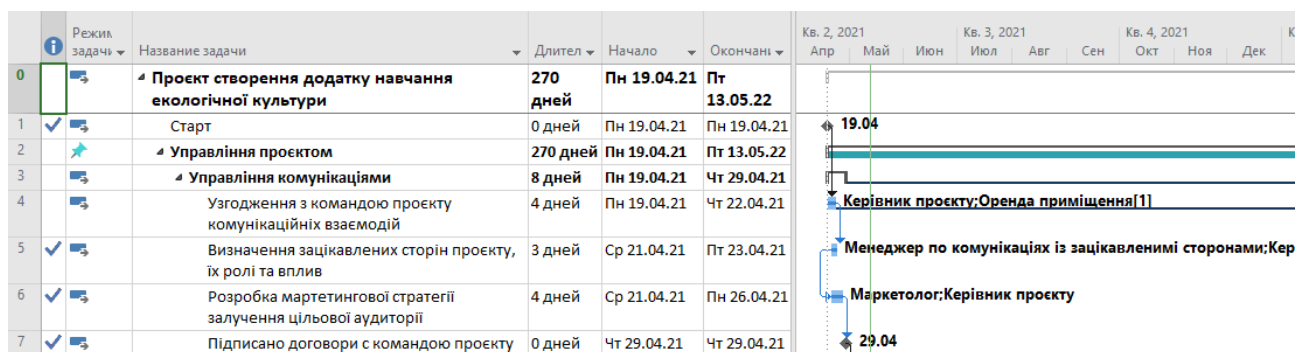 Режим задачи Название задачи Длител Начало Окончані
Кв. 2, 2021 Кв. 3, 2021 Кв. 4, 2021 К
Апр Май Июн Июл Авг Сен Окт Ноя Дек
0 Проєкт створення додатку навчання 270 Пн 19.04.21 Пт
екологічної культури дней 13.05.22
1 Старт 0 дней Пн 19.04.21 Пн 19.04.21 19.04
2 Управління проєктом 270 дней Пн 19.04.21 Пт 13.05.22
3 Управління комунікаціями 8 дней Пн 19.04.21 Чт 29.04.21
4 Узгодження з командою проєкту 4 дней Пн 19.04.21 Чт 22.04.21 Керівник проєкту;Оренда приміщення[1]
комунікаційніх взаємодій
5 Визначення зацікавлених сторін проєкту, 3 дней Ср 21.04.21 Пт 23.04.21 Менеджер по комунікаціях із зацікавленимі сторонами;Кер
їх ролі та вплив
6 Розробка мартетингової стратегії 4 дней Ср 21.04.21 Пн 26.04.21 Маркетолог;Керівник проєкту
залучення цільової аудиторії
7 Підписано договори с командою проєкту 0 дней Чт 29.04.21 Чт 29.04.21 29.04